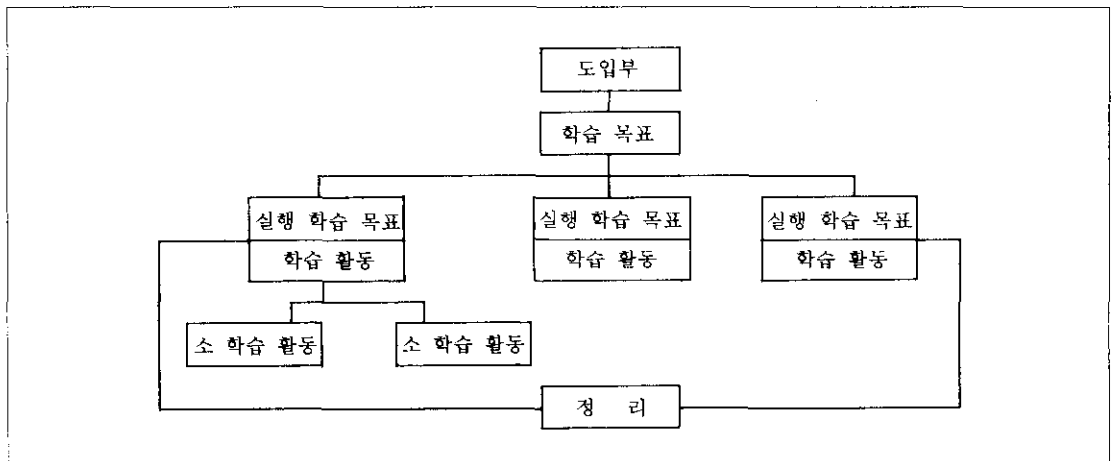 도입부
학습 목표
실행 학습 목표
실행 학습 목표
실행 학습 목표
학습 활동
학습 활동
학습 활동
소 학습 활동
소 학습 활동
정 리